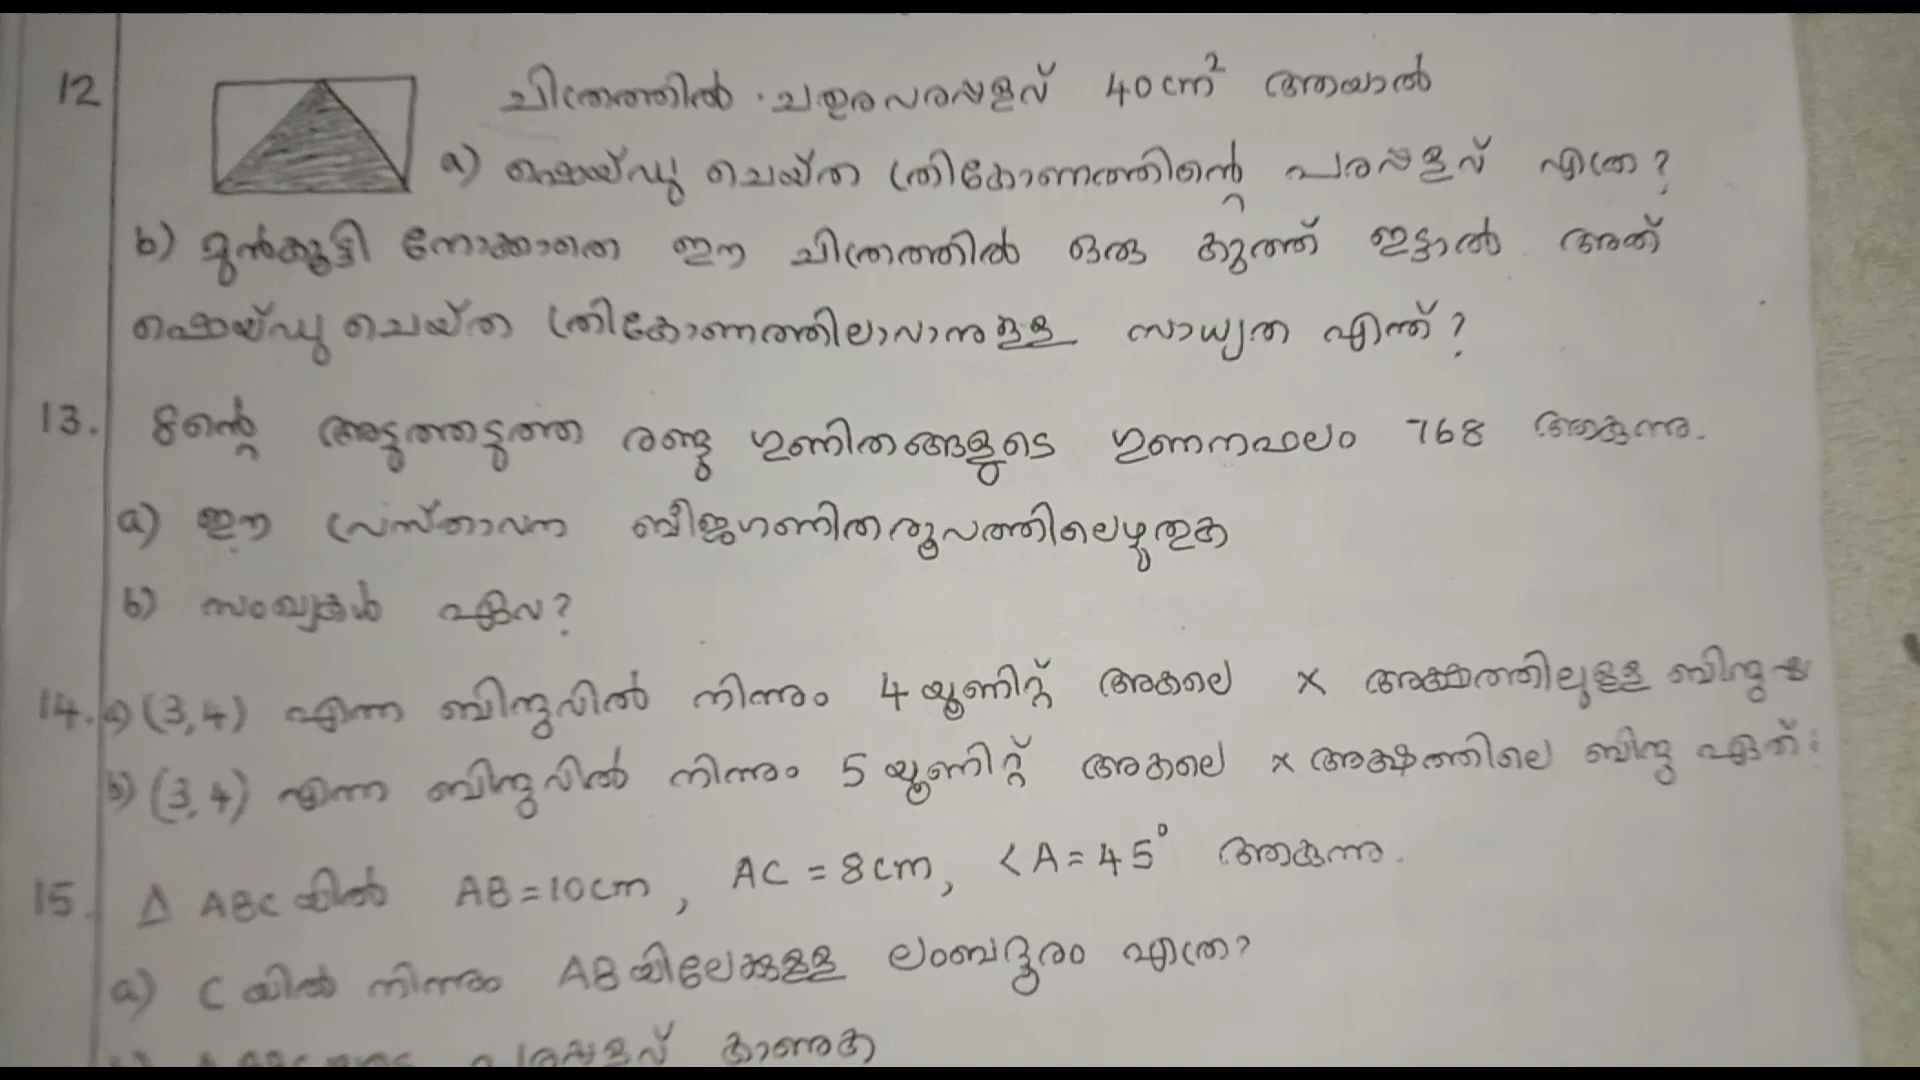 12 ചിത്രത്തിൽ ചതുരപരപ്പളവ് 40cm² ആയാൽ
a) ഷെയ്ഡു ചെയ്ത ത്രികോണത്തിന്റെ പരപ്പളവ് എത്ര?
b) മുൻകൂട്ടി നോക്കാതെ ഈ ചിത്രത്തിൽ ഒരു കുത്ത് ഇട്ടാൽ അത്
ഷെയ്ഡു ചെയ്ത ത്രികോണത്തിലാവാനുള്ള സാധ്യത എന്ത്?
13. 8ന്റെ അടുത്തടുത്ത രണ്ടു ഗുണിതങ്ങളുടെ ഗുണനഫലം 768 ആകുന്നു.
a) ഈ പ്രസ്താവന ബീജഗണിതരൂപത്തിലെഴുതുക
b) സംഖ്യകൾ ഏവ?
14. a) (3,4) എന്ന ബിന്ദുവിൽ നിന്നും 4 യൂണിറ്റ് അകലെ x അക്ഷത്തിലുള്ള ബിന്ദു
b) (3,4) എന്ന ബിന്ദുവിൽ നിന്നും 5 യൂണിറ്റ് അകലെ x അക്ഷത്തിലെ ബിന്ദു ഏത്
15. Δ ABC യിൽ AB = 10cm, AC = 8cm, <A = 45° ആകുന്നു.
a) C യിൽ നിന്നും AB യിലേക്കുള്ള ലംബദൂരം എത്ര?
പരപ്പളവ് കാണുക